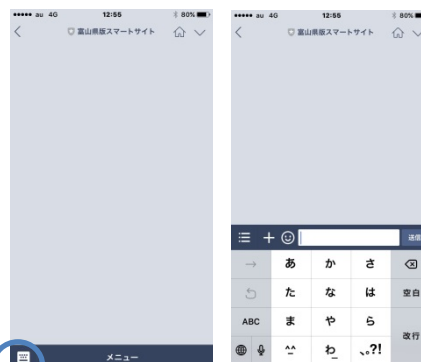 au 4G 12:55 80%
富山県版スマートサイト
メニュー
au 4G 12:55 80%
富山県版スマートサイト
送信
→ あ か さ
た な は 空白
ABC ま や ら
^^ わ 、。?! 改行